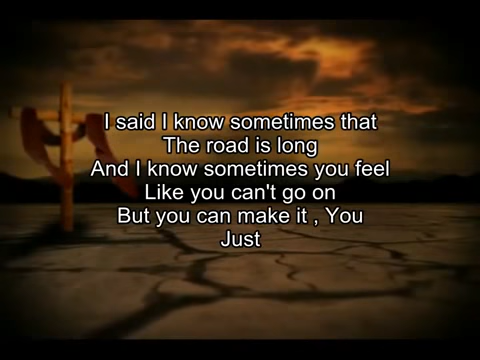 I said I know sometimes that
The road is long
And I know sometimes you feel
Like you can't go on
But you can make it , You
Just